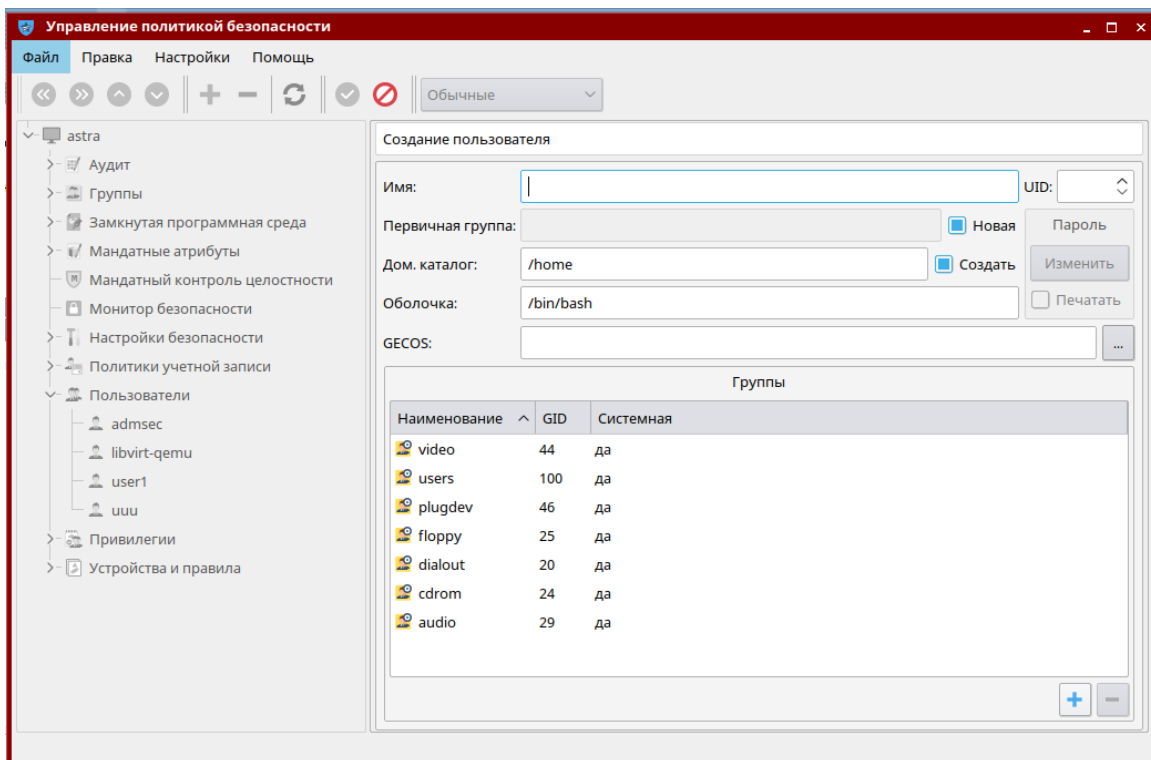 Управление политикой безопасности
Файл Правка Настройки Помощь
Обычные
astra
Аудит
Группы
Замкнутая программная среда
Мандатные атрибуты
Мандатный контроль целостности
Монитор безопасности
Настройки безопасности
Политики учетной записи
Пользователи
admsec
libvirt-qemu
user1
uuu
Привилегии
Устройства и правила
Создание пользователя
Имя: UID:
Первичная группа: Новая Пароль
Дом. каталог: /home Создать Изменить
Оболочка: /bin/bash Печатать
GECOS: ...
Группы
Наименование GID Системная
video 44 да
users 100 да
plugdev 46 да
floppy 25 да
dialout 20 да
cdrom 24 да
audio 29 да